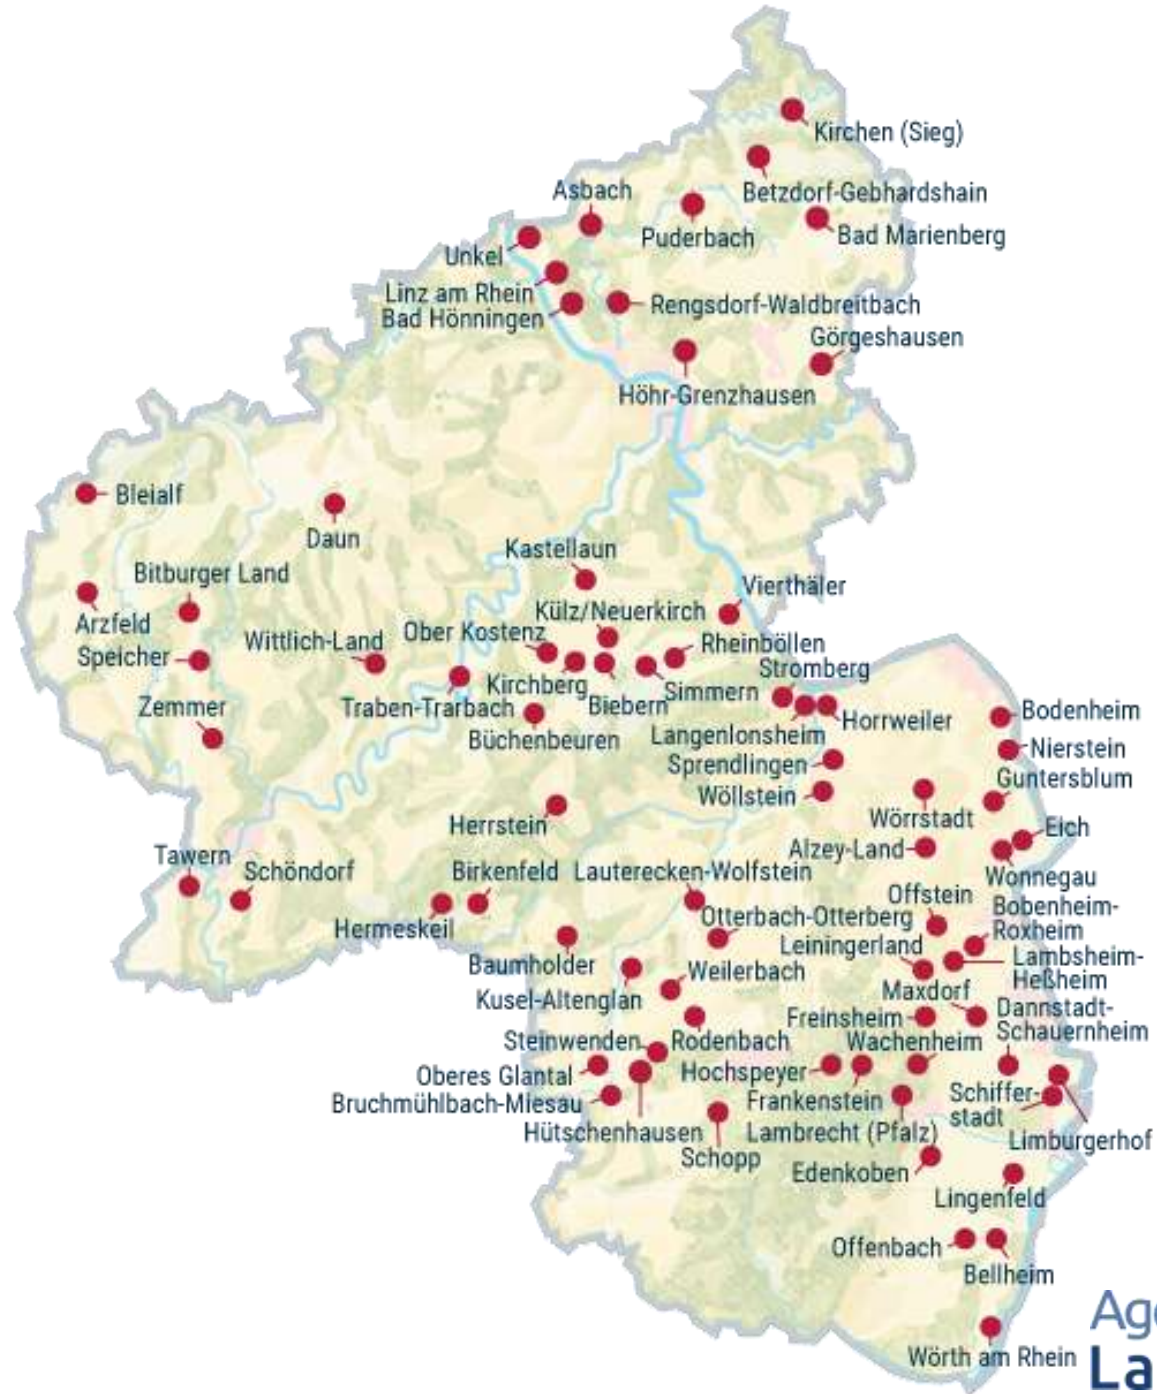 Kirchen (Sieg)
Betzdorf-Gebhardshain
Asbach
Puderbach
Bad Marienberg
Unkel
Linz am Rhein
Bad Hönningen
Rengsdorf-Waldbreitbach
Görgeshausen
Höhr-Grenzhausen
Bleialf
Daun
Kastellaun
Bitburger Land
Vierthäler
Külz/Neuerkirch
Arzfeld
Ober Kostenz
Wittlich-Land
Rheinböllen
Speicher
Stromberg
Kirchberg
Simmern
Biebern
Zemmer
Traben-Trarbach
Bodenheim
Horrweiler
Langenlonsheim
Büchenbeuren
Nierstein
Sprendlingen
Guntersblum
Wöllstein
Wörrstadt
Herrstein
Eich
Alzey-Land
Tawern
Schöndorf
Birkenfeld
Lauterecken-Wolfstein
Wonnegau
Offstein
Bobenheim-
Roxheim
Otterbach-Otterberg
Hermeskeil
Leiningerland
Lambsheim-
Heßheim
Baumholder
Weilerbach
Kusel-Altenglan
Maxdorf
Dannstadt-
Schauernheim
Freinsheim
Steinwenden
Rodenbach
Wachenheim
Oberes Glantal
Hochspeyer
Schiffer-
stadt
Bruchmühlbach-Miesau
Frankenstein
Hütschenhausen
Lambrecht (Pfalz)
Limburgerhof
Schopp
Edenkoben
Lingenfeld
Offenbach
Bellheim
Wörth am Rhein
Ag
La